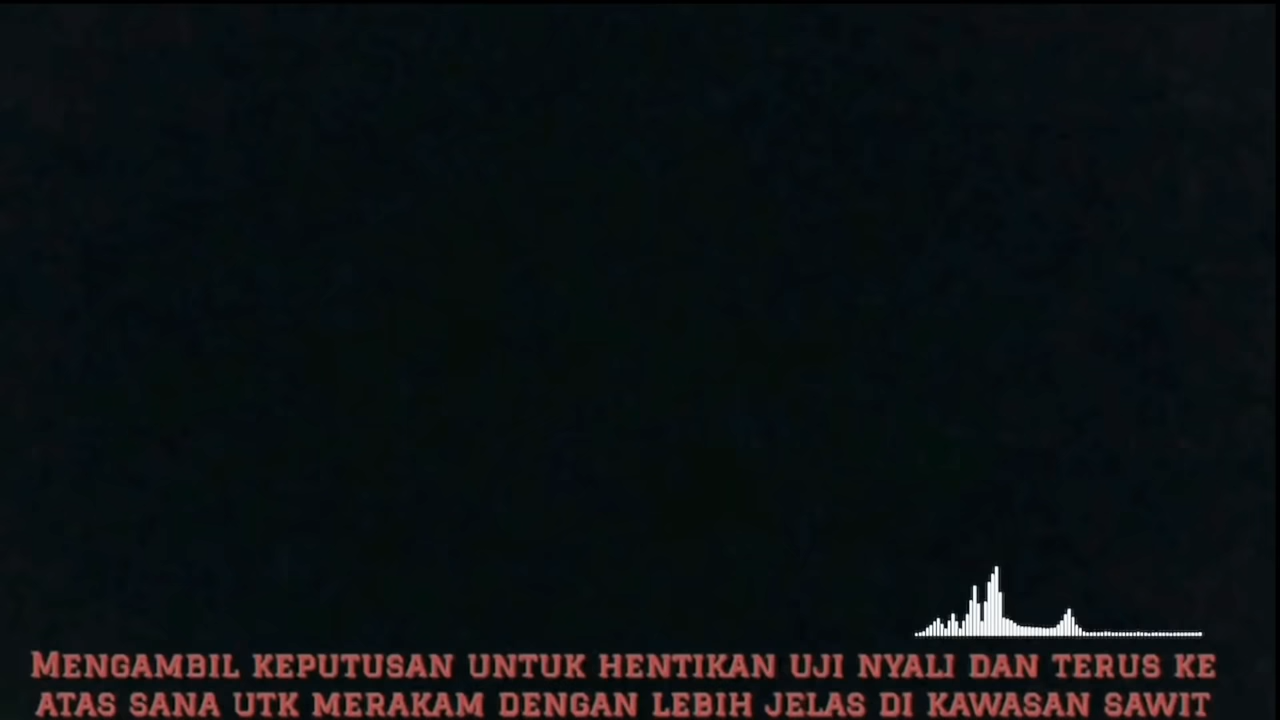 Mengambil keputusan untuk hentikan uji nyali dan terus ke
atas sana utk merakam dengan lebih jelas di kawasan sawit